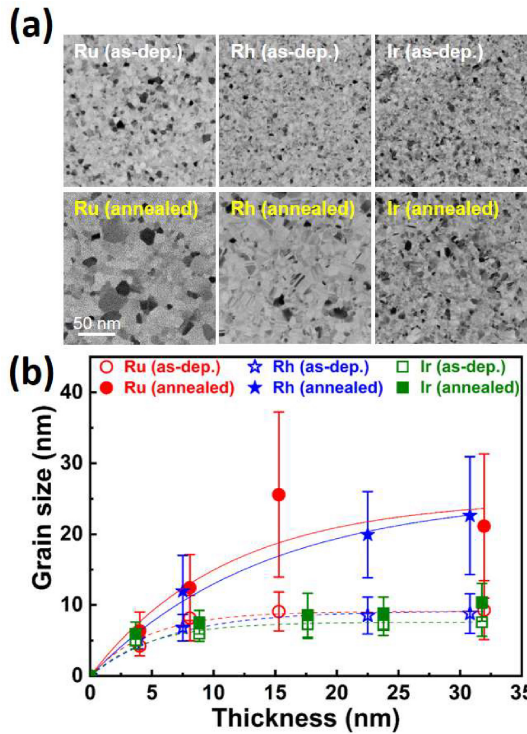 (a)
Ru (as-dep.) Rh (as-dep.) Ir (as-dep.)
Ru (annealed) Rh (annealed) Ir (annealed)
50 nm
(b)
Ru (as-dep.) Rh (as-dep.) Ir (as-dep.)
Ru (annealed) Rh (annealed) Ir (annealed)
40
30
20
10
0
Grain size (nm)
0 5 10 15 20 25 30 35
Thickness (nm)